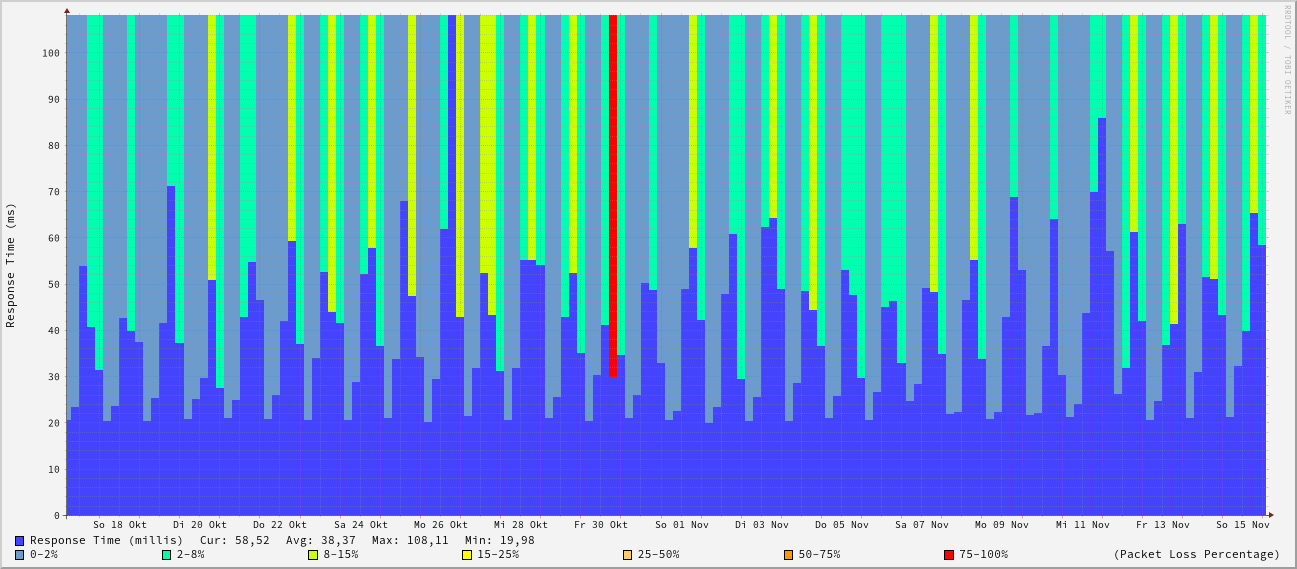 RRDTOOL / TOBI OETIKER
Response Time (ms)
100
90
80
70
60
50
40
30
20
10
0
So 18 Okt Di 20 Okt Do 22 Okt Sa 24 Okt Mo 26 Okt Mi 28 Okt Fr 30 Okt So 01 Nov Di 03 Nov Do 05 Nov Sa 07 Nov Mo 09 Nov Mi 11 Nov Fr 13 Nov So 15 Nov
Response Time (millis) Cur: 58,52 Avg: 38,37 Max: 108,11 Min: 19,98
0-2% 2-8% 8-15% 15-25% 25-50% 50-75% 75-100% (Packet Loss Percentage)